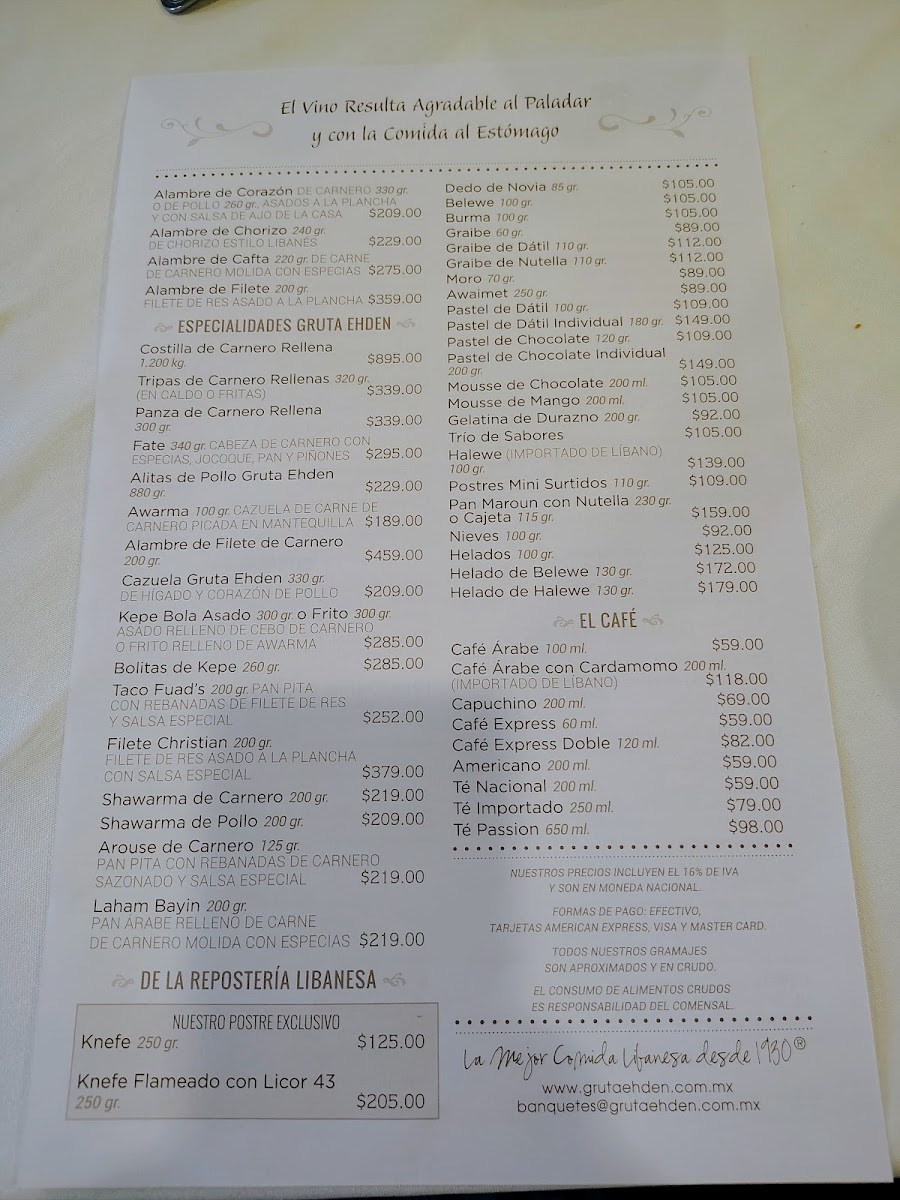 El Vino Resulta Agradable al Paladar
y con la Comida al Estómago
Alambre de Corazón DE CARNERO 330 gr.
O DE POLLO 260 gr., ASADOS A LA PLANCHA
Y CON SALSA DE AJO DE LA CASA $209.00
Alambre de Chorizo 240 gr.
DE CHORIZO ESTILO LIBANÉS $229.00
Alambre de Cafta 220 gr. DE CARNE
DE CARNERO MOLIDA CON ESPECIAS $275.00
Alambre de Filete 200 gr.
FILETE DE RES ASADO A LA PLANCHA $359.00
ESPECIALIDADES GRUTA EHDEN
Costilla de Carnero Rellena
1.200 kg. $895.00
Tripas de Carnero Rellenas 320 gr.
(EN CALDO O FRITAS) $339.00
Panza de Carnero Rellena
300 gr. $339.00
Fate 340 gr. CABEZA DE CARNERO CON
ESPECIAS, JOCOQUE, PAN Y PIÑONES $295.00
Alitas de Pollo Gruta Ehden
880 gr. $229.00
Awarma 100 gr. CAZUELA DE CARNE DE
CARNERO PICADA EN MANTEQUILLA $189.00
Alambre de Filete de Carnero
200 gr. $459.00
Cazuela Gruta Ehden 330 gr.
DE HÍGADO Y CORAZÓN DE POLLO $209.00
Kepe Bola Asado 300 gr. o Frito 300 gr.
ASADO RELLENO DE CEBO DE CARNERO
O FRITO RELLENO DE AWARMA $285.00
Bolitas de Kepe 260 gr. $285.00
Taco Fuad's 200 gr. PAN PITA
CON REBANADAS DE FILETE DE RES
Y SALSA ESPECIAL $252.00
Filete Christian 200 gr.
FILETE DE RES ASADO A LA PLANCHA
CON SALSA ESPECIAL $379.00
Shawarma de Carnero 200 gr. $219.00
Shawarma de Pollo 200 gr. $209.00
Arouse de Carnero 125 gr.
PAN PITA CON REBANADAS DE CARNERO
SAZONADO Y SALSA ESPECIAL $219.00
Laham Bayin 200 gr.
PAN ÁRABE RELLENO DE CARNE
DE CARNERO MOLIDA CON ESPECIAS $219.00
DE LA REPOSTERÍA LIBANESA
NUESTRO POSTRE EXCLUSIVO
Knefe 250 gr. $125.00
Knefe Flameado con Licor 43
250 gr. $205.00
Dedo de Novia 85 gr. $105.00
Belewe 100 gr. $105.00
Burma 100 gr. $105.00
Graibe 60 gr. $89.00
Graibe de Dátil 110 gr. $112.00
Graibe de Nutella 110 gr. $112.00
Moro 70 gr. $89.00
Awaimet 250 gr. $89.00
Pastel de Dátil 100 gr. $109.00
Pastel de Dátil Individual 180 gr. $149.00
Pastel de Chocolate 120 gr. $109.00
Pastel de Chocolate Individual
200 gr. $149.00
Mousse de Chocolate 200 ml. $105.00
Mousse de Mango 200 ml. $105.00
Gelatina de Durazno 200 gr. $92.00
Trío de Sabores $105.00
Halewe (IMPORTADO DE LÍBANO)
100 gr. $139.00
Postres Mini Surtidos 110 gr. $109.00
Pan Maroun con Nutella 230 gr.
o Cajeta 115 gr. $159.00
Nieves 100 gr. $92.00
Helados 100 gr. $125.00
Helado de Belewe 130 gr. $172.00
Helado de Halewe 130 gr. $179.00
EL CAFÉ
Café Árabe 100 ml. $59.00
Café Árabe con Cardamomo 200 ml.
(IMPORTADO DE LÍBANO) $118.00
Capuchino 200 ml. $69.00
Café Express 60 ml. $59.00
Café Express Doble 120 ml. $82.00
Americano 200 ml. $59.00
Té Nacional 200 ml. $59.00
Té Importado 250 ml. $79.00
Té Passion 650 ml. $98.00
NUESTROS PRECIOS INCLUYEN EL 16% DE IVA
Y SON EN MONEDA NACIONAL.
FORMAS DE PAGO: EFECTIVO,
TARJETAS AMERICAN EXPRESS, VISA Y MASTER CARD.
TODOS NUESTROS GRAMAJES
SON APROXIMADOS Y EN CRUDO.
EL CONSUMO DE ALIMENTOS CRUDOS
ES RESPONSABILIDAD DEL COMENSAL.
La Mejor Comida Libanesa desde 1930®
www.grutaehden.com.mx
banquetes@grutaehden.com.mx